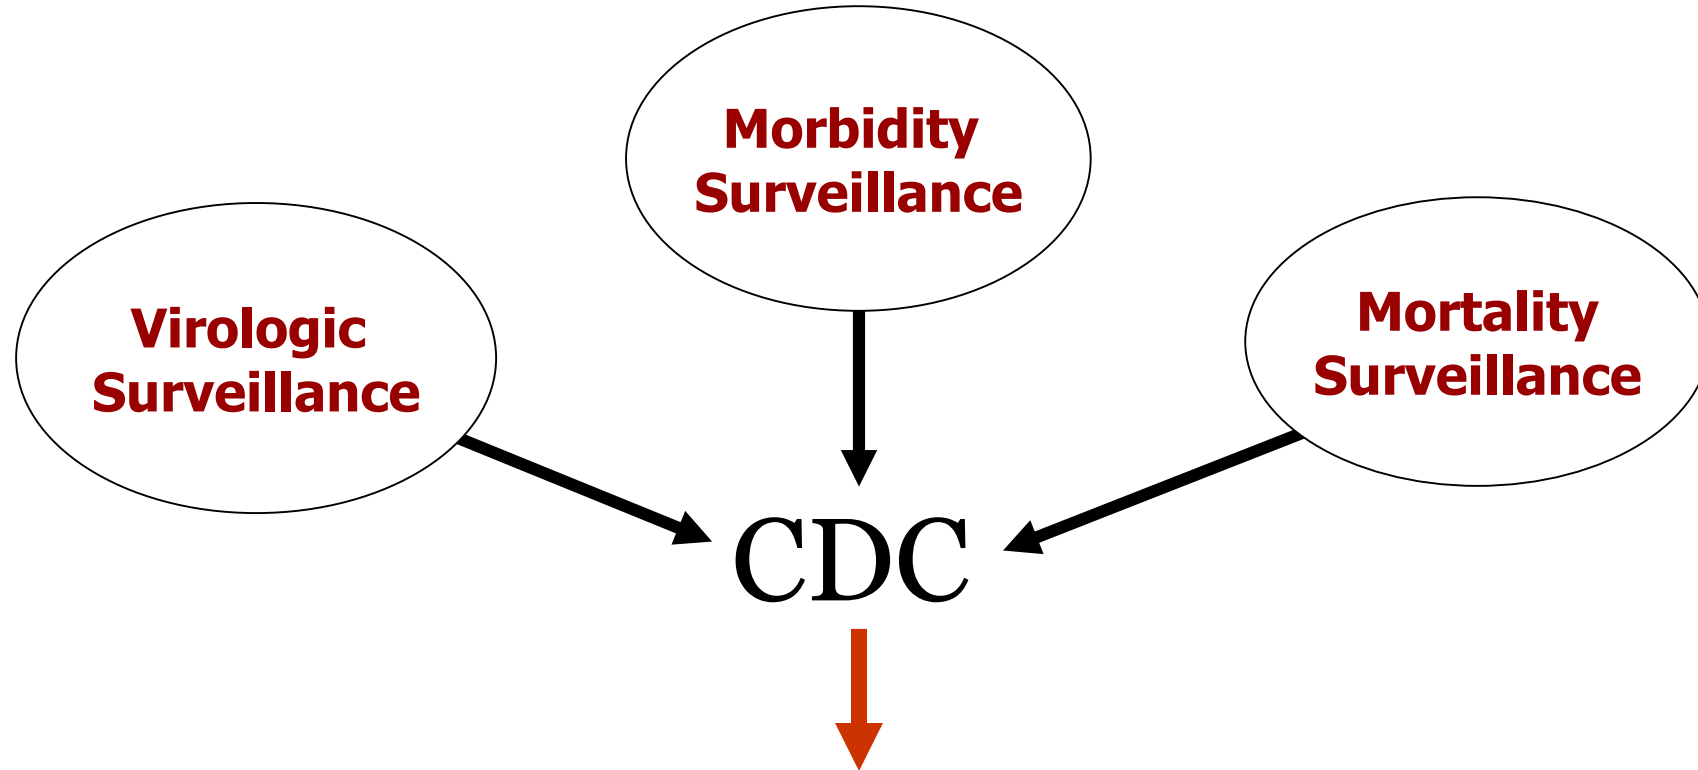 Morbidity
Surveillance
Virologic
Surveillance
Mortality
Surveillance
CDC